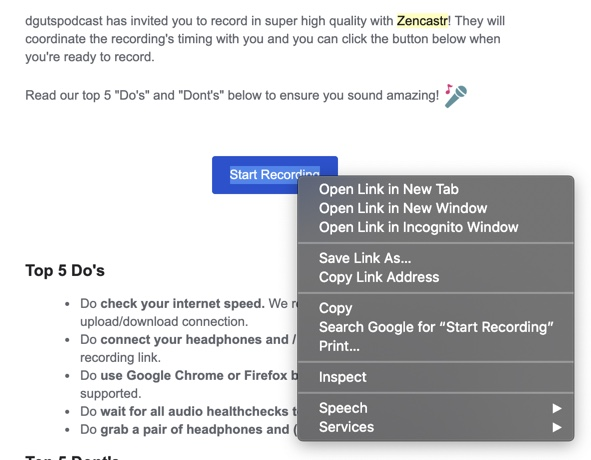 dgutspodcast has invited you to record in super high quality with Zencastr! They will
coordinate the recording's timing with you and you can click the button below when
you're ready to record.
Read our top 5 "Do's" and "Dont's" below to ensure you sound amazing!
Start Recording
Open Link in New Tab
Open Link in New Window
Open Link in Incognito Window
Save Link As...
Copy Link Address
Copy
Search Google for “Start Recording”
Print...
Inspect
Speech
Services
Top 5 Do's
• Do check your internet speed. We
upload/download connection.
• Do connect your headphones and /
recording link.
• Do use Google Chrome or Firefox
supported.
• Do wait for all audio healthchecks
• Do grab a pair of headphones and (
Top 5 Dont's